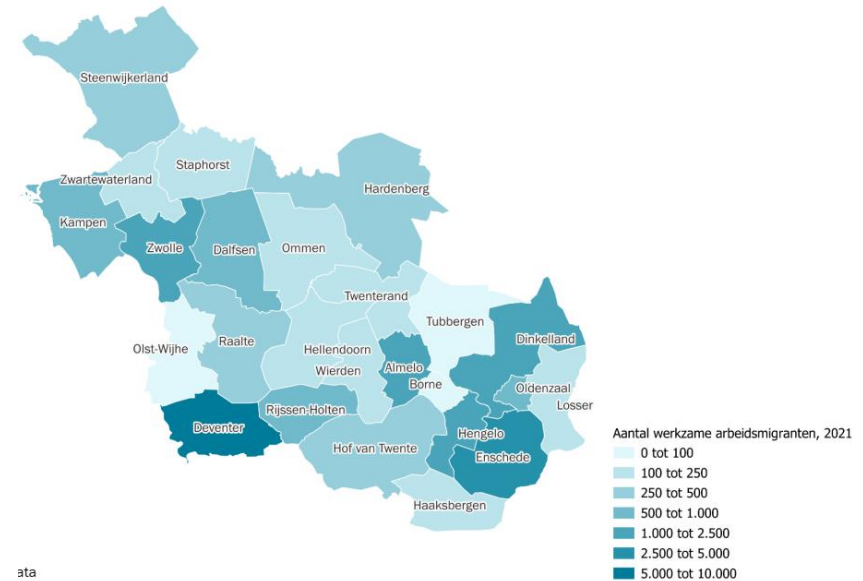 Steenwijkerland
Staphorst
Zwartewaterland
Hardenberg
Kampen
Zwolle
Dalfsen
Ommen
Twenterand
Tubbergen
Dinkelland
Olst-Wijhe
Raalte
Hellendoorn
Wierden
Almelo
Borne
Oldenzaal
Losser
Rijssen-Holten
Deventer
Hengelo
Hof van Twente
Enschede
Haaksbergen
Aantal werkzame arbeidsmigranten, 2021
0 tot 100
100 tot 250
250 tot 500
500 tot 1.000
1.000 tot 2.500
2.500 tot 5.000
5.000 tot 10.000
ata